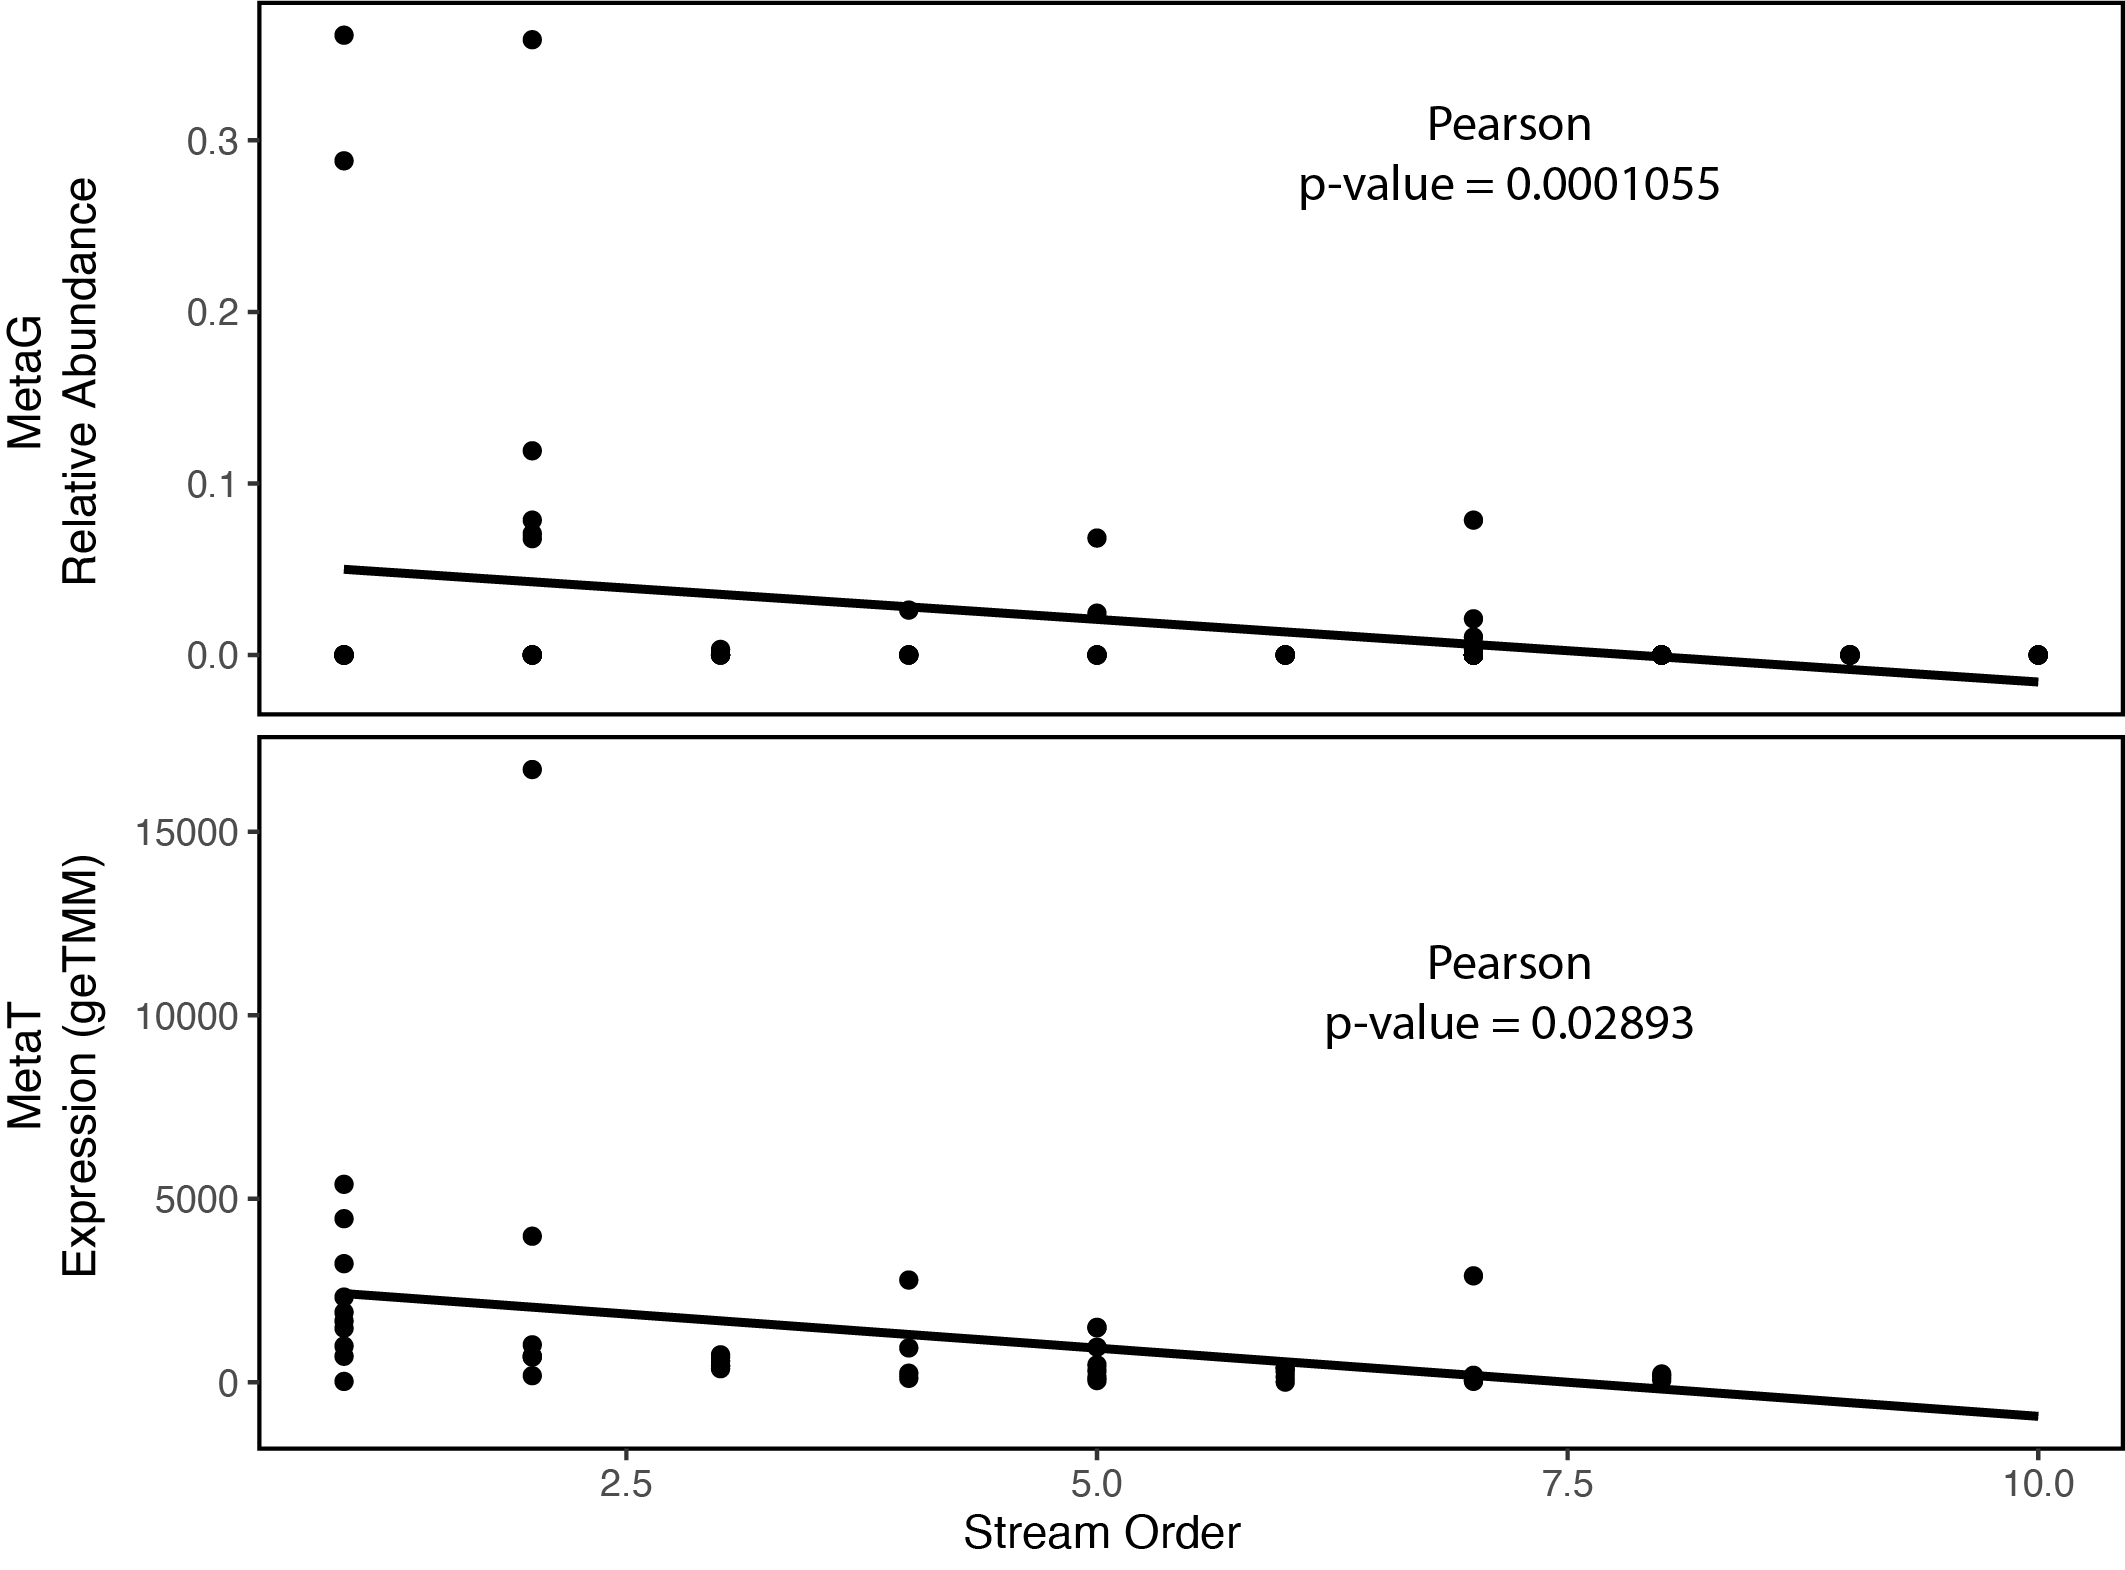 MetaG
Relative Abundance
0.3
0.2
0.1
0.0
Pearson
p-value = 0.0001055
MetaT
Expression (geTMM)
15000
10000
5000
0
Pearson
p-value = 0.02893
2.5 5.0 7.5 10.0
Stream Order